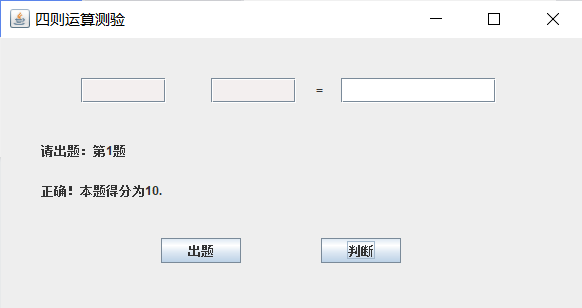 四则运算测验
=
请出题：第1题
正确！本题得分为10.
出题
判断